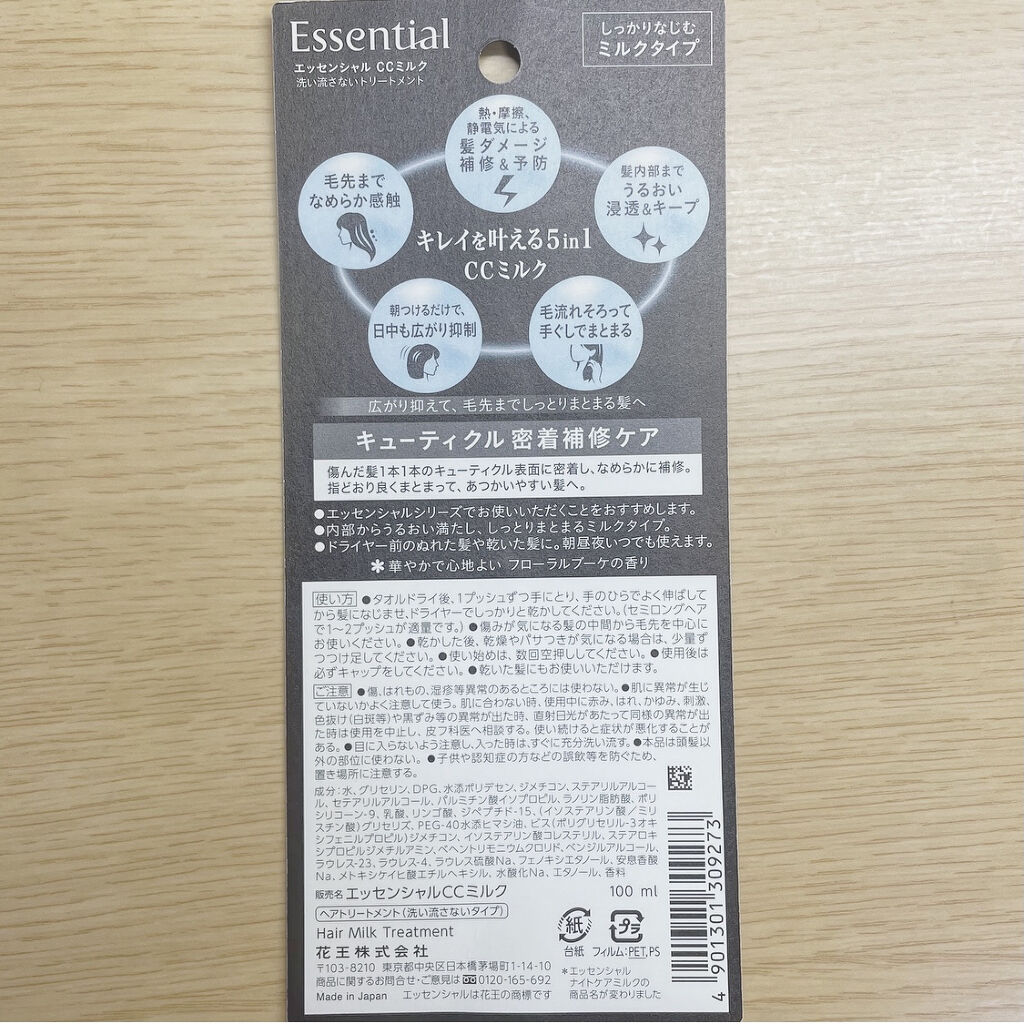 Essential
エッセンシャル CCミルク
洗い流さないトリートメント
しっかりなじむ
ミルクタイプ
熱・摩擦、
静電気による
髪ダメージ
補修&予防
毛先まで
なめらか感触
髪内部まで
うるおい
浸透&キープ
キレイを叶える5in1
CCミルク
朝つけるだけで、
日中も広がり抑制
毛流れそろって
手ぐしでまとまる
広がり抑えて、毛先までしっとりまとまる髪へ
キューティクル 密着補修ケア
傷んだ髪1本1本のキューティクル表面に密着し、なめらかに補修。
指どおり良くまとまって、あつかいやすい髪へ。
●エッセンシャルシリーズでお使いいただくことをおすすめします。
●内部からうるおい満たし、しっとりまとまるミルクタイプ。
●ドライヤー前のぬれた髪や乾いた髪に。朝昼夜いつでも使えます。
＊華やかで心地よい フローラルブーケの香り
使い方 ●タオルドライ後、1プッシュずつ手にとり、手のひらでよく伸ばして
から髪になじませ、ドライヤーでしっかりと乾かしてください。(セミロングヘア
で1〜2プッシュが適量です。) ●傷みが気になる髪の中間から毛先を中心に
お使いください。●乾かした後、乾燥やパサつきが気になる場合は、少量ず
つつけ足してください。●使い始めは、数回空押ししてください。●使用後は
必ずキャップをしてください。●乾いた髪にもお使いいただけます。
ご注意 ●傷、はれもの、湿疹等異常のあるところには使わない。●肌に異常が生じ
ていないかよく注意して使う。肌に合わない時、使用中に赤み、はれ、かゆみ、刺激、
色抜け(白斑等)や黒ずみ等の異常が出た時、直射日光があたって同様の異常が出
た時は使用を中止し、皮フ科医へ相談する。使い続けると症状が悪化することが
ある。●目に入らないよう注意し、入った時は、すぐに充分洗い流す。●本品は頭髪以
外の部位に使わない。●子供や認知症の方などの誤飲等を防ぐため、
置き場所に注意する。
成分:水、グリセリン、DPG、水添ポリデセン、ジメチコン、ステアリルアルコー
ル、セテアリルアルコール、パルミチン酸イソプロピル、ラノリン脂肪酸、ポリ
シリコーン-9、乳酸、リンゴ酸、ジペプチド-15、(イソステアリン酸/ミリ
スチン酸)グリセリズ、PEG-40水添ヒマシ油、ビス(ポリグリセリル-3オキ
シフェニルプロピル)ジメチコン、イソステアリン酸コレステリル、ステアロキ
シプロピルジメチルアミン、ベヘントリモニウムクロリド、ベンジルアルコール、
ラウレス-23、ラウレス-4、ラウレス硫酸Na、フェノキシエタノール、安息香酸
Na、メトキシケイヒ酸エチルヘキシル、水酸化Na、エタノール、香料
販売名 エッセンシャルCCミルク 100 ml
ヘアトリートメント(洗い流さないタイプ)
Hair Milk Treatment
花王株式会社
〒103-8210 東京都中央区日本橋茅場町1-14-10
商品に関するお問合せ・ご意見は 0120-165-692
Made in Japan エッセンシャルは花王の商標です
紙
台紙
プラ
フィルム:PET, PS
＊エッセンシャル
ナイトケアミルクの
商品名が変わりました
4 901301 309273